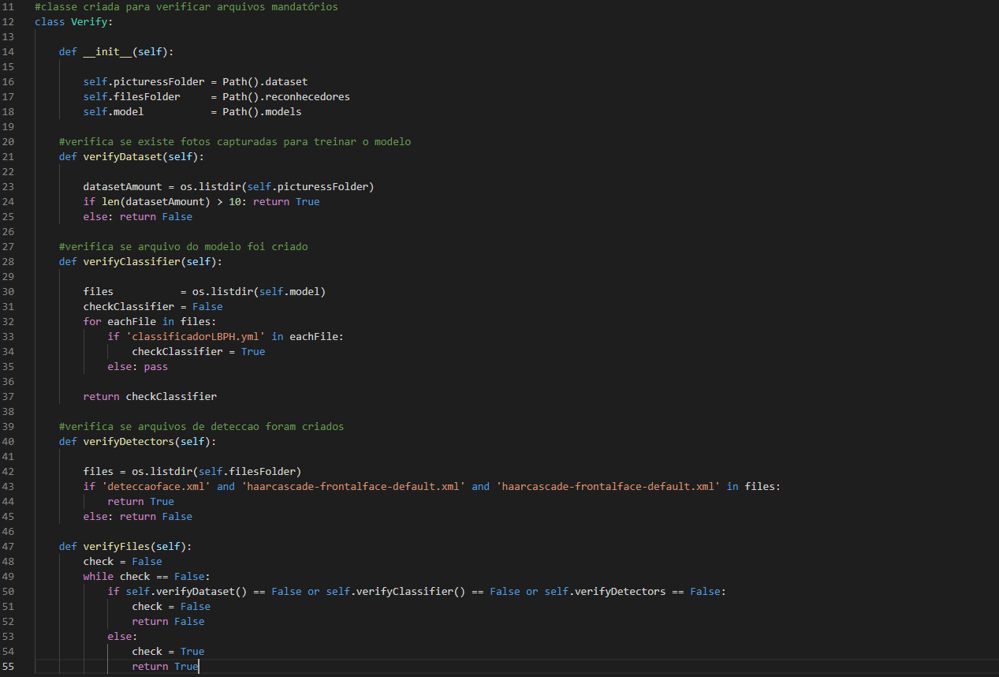 11 #classe criada para verificar arquivos mandatórios
12 class Verify:
13
14     def __init__(self):
15
16         self.picturessFolder = Path().dataset
17         self.filesFolder     = Path().reconhecedores
18         self.model           = Path().models
19
20     #verifica se existe fotos capturadas para treinar o modelo
21     def verifyDataset(self):
22
23         datasetAmount = os.listdir(self.picturessFolder)
24         if len(datasetAmount) > 10: return True
25         else: return False
26
27     #verifica se arquivo do modelo foi criado
28     def verifyClassifier(self):
29
30         files           = os.listdir(self.model)
31         checkClassifier = False
32         for eachFile in files:
33             if 'classificadorLBPH.yml' in eachFile:
34                 checkClassifier = True
35             else: pass
36
37         return checkClassifier
38
39     #verifica se arquivos de deteccao foram criados
40     def verifyDetectors(self):
41
42         files = os.listdir(self.filesFolder)
43         if 'deteccaoface.xml' and 'haarcascade-frontalface-default.xml' and 'haarcascade-frontalface-default.xml' in files:
44             return True
45         else: return False
46
47     def verifyFiles(self):
48         check = False
49         while check == False:
50             if self.verifyDataset() == False or self.verifyClassifier() == False or self.verifyDetectors == False:
51                 check = False
52                 return False
53             else:
54                 check = True
55                 return True